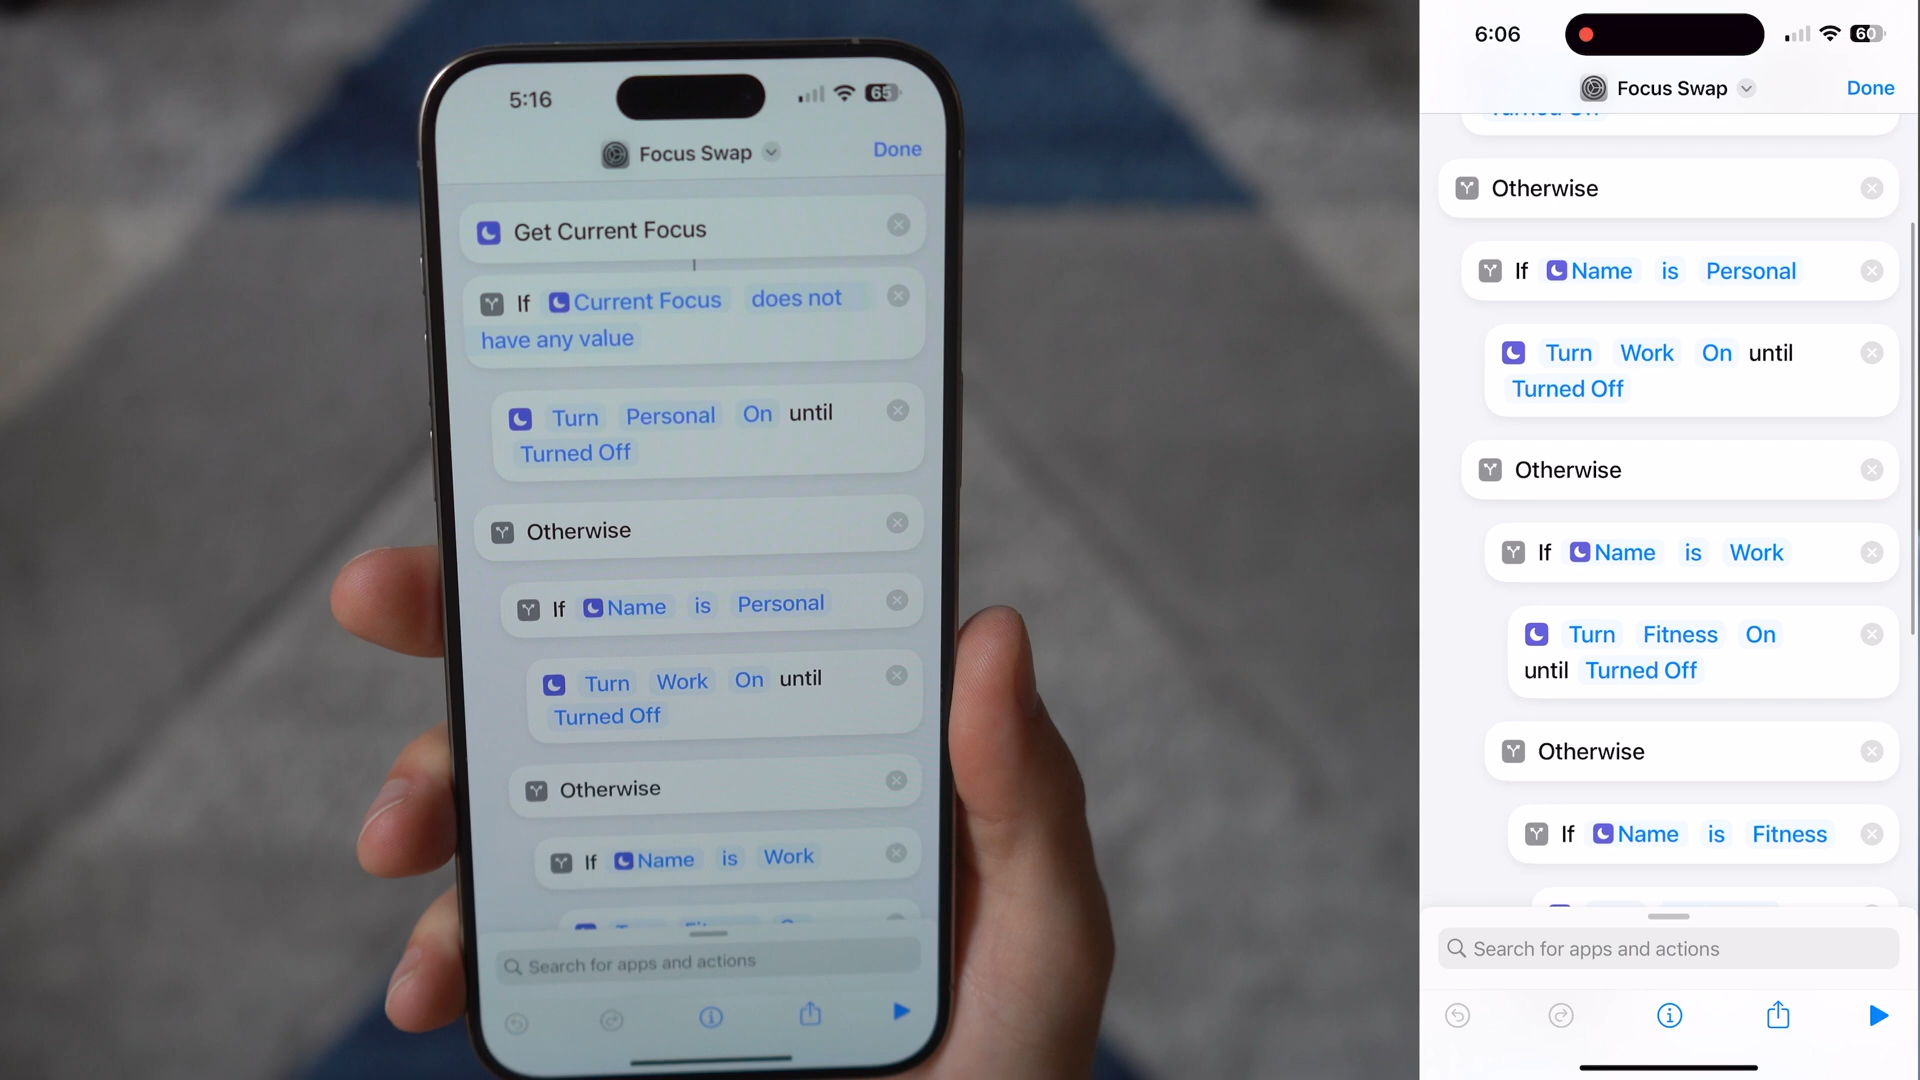 5:16
65
Focus Swap
Done
Get Current Focus
If Current Focus does not
have any value
Turn Personal On until
Turned Off
Otherwise
If Name is Personal
Turn Work On until
Turned Off
Otherwise
If Name is Work
Search for apps and actions
6:06
60
Focus Swap
Done
Turned Off
Otherwise
If Name is Personal
Turn Work On until
Turned Off
Otherwise
If Name is Work
Turn Fitness On
until Turned Off
Otherwise
If Name is Fitness
Search for apps and actions